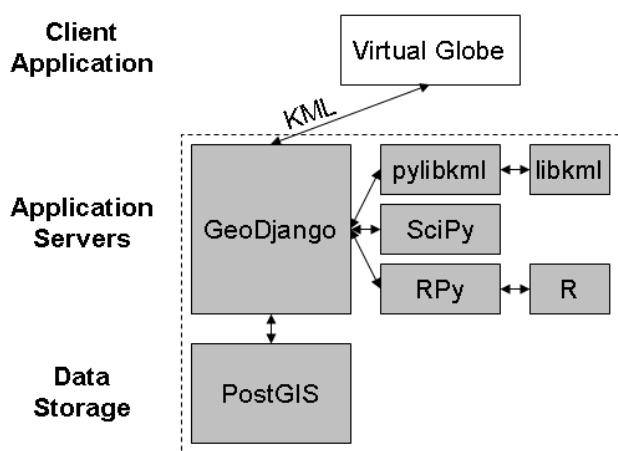 Client
Application
Virtual Globe
KML
Application
Servers
GeoDjango
pylibkml
libkml
SciPy
RPy
R
Data
Storage
PostGIS